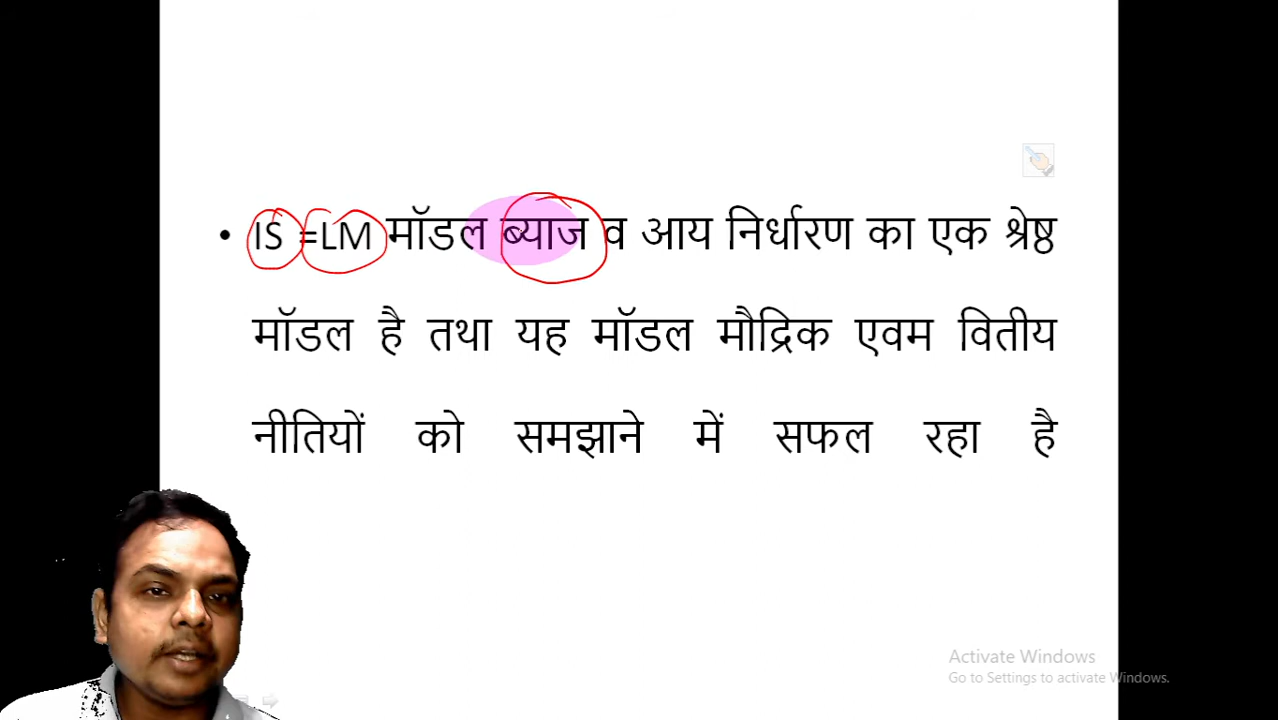 • IS =LM मॉडल ब्याज व आय निर्धारण का एक श्रेष्ठ
मॉडल है तथा यह मॉडल मौद्रिक एवम वितीय
नीतियों को समझाने में सफल रहा है
Activate Windows
Go to Settings to activate Windows.